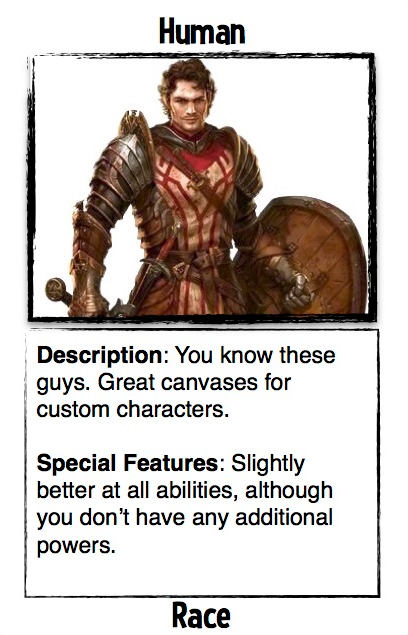 Human
Description: You know these
guys. Great canvases for
custom characters.
Special Features: Slightly
better at all abilities, although
you don't have any additional
powers.
Race